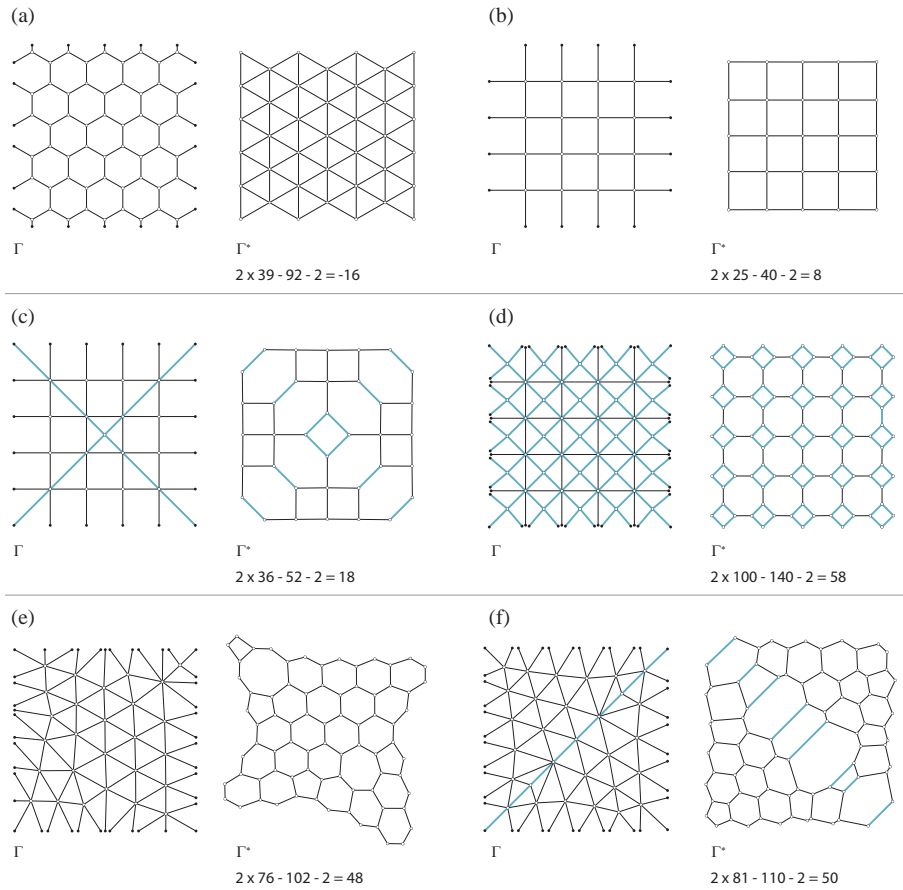 (a)
(b)
Γ
Γ*
Γ
Γ*
2 x 39 - 92 - 2 = -16
2 x 25 - 40 - 2 = 8
(c)
(d)
Γ
Γ*
Γ
Γ*
2 x 36 - 52 - 2 = 18
2 x 100 - 140 - 2 = 58
(e)
(f)
Γ
Γ*
Γ
Γ*
2 x 76 - 102 - 2 = 48
2 x 81 - 110 - 2 = 50